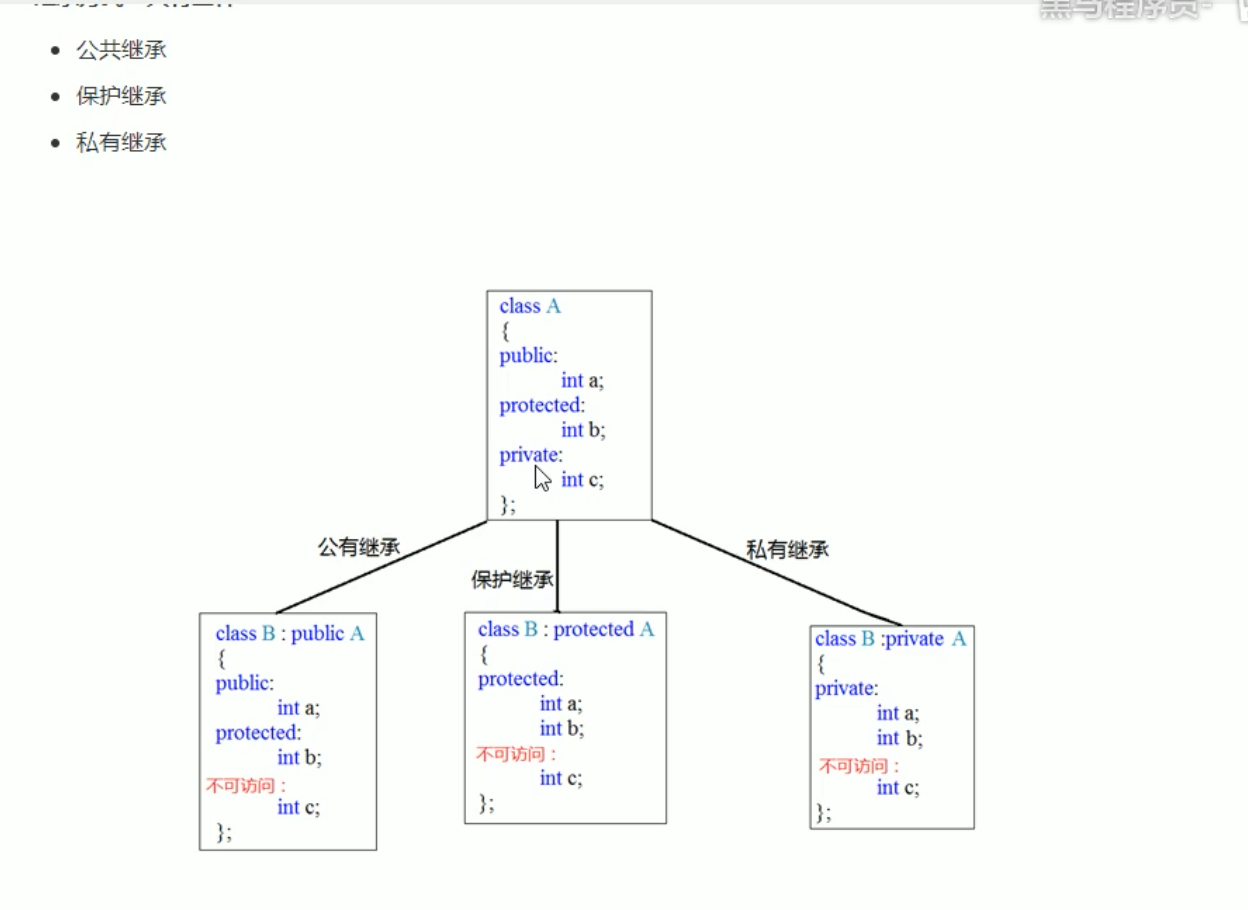 公共继承
保护继承
私有继承
class A
{
public:
int a;
protected:
int b;
private:
int c;
};
公有继承
保护继承
私有继承
class B : public A
{
public:
int a;
protected:
int b;
不可访问：
int c;
};
class B : protected A
{
protected:
int a;
int b;
不可访问：
int c;
};
class B :private A
{
private:
int a;
int b;
不可访问：
int c;
};